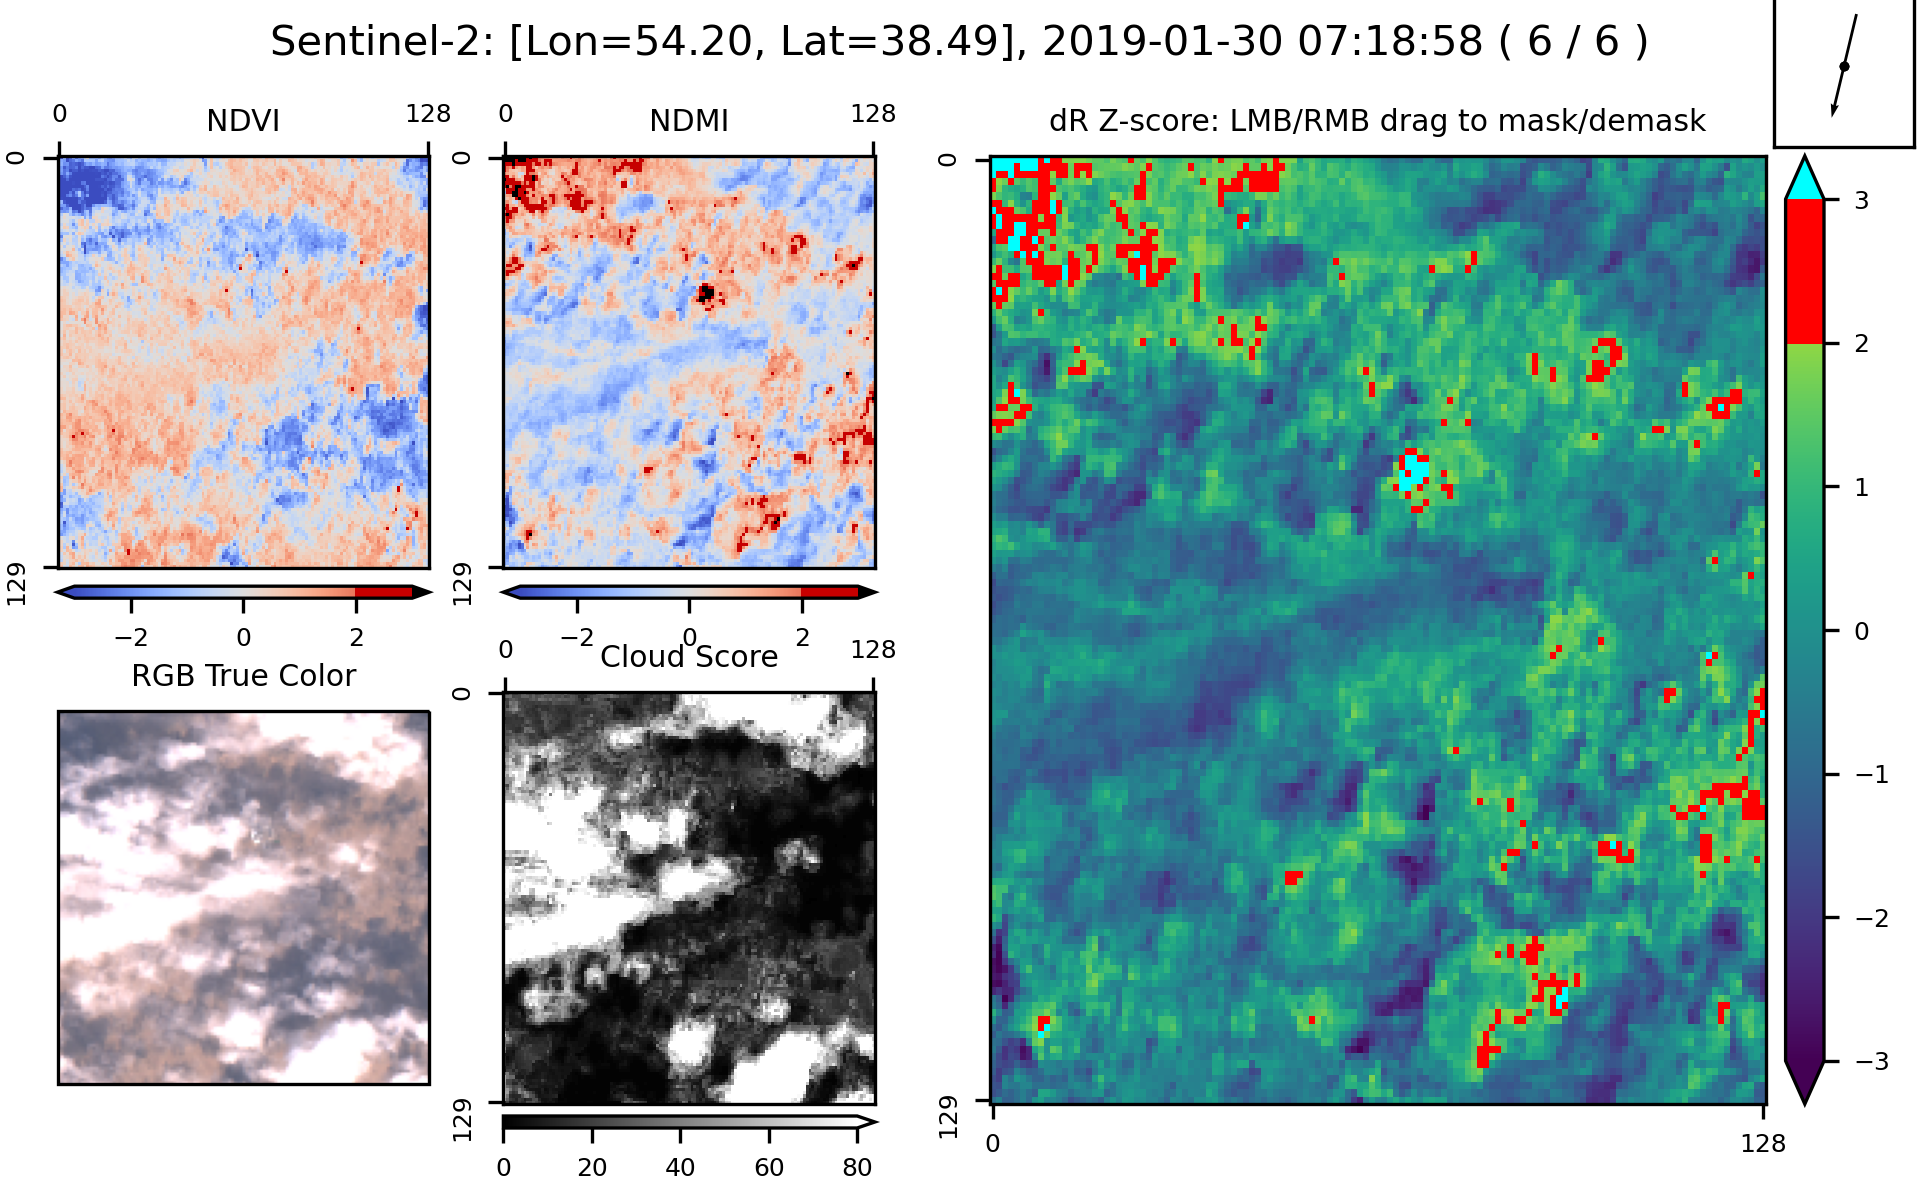 Sentinel-2: [Lon=54.20, Lat=38.49], 2019-01-30 07:18:58 ( 6 / 6 )
0 NDVI 128
0
129
−2 0 2
0 NDMI 128
0
129
−2 0 2
dR Z-score: LMB/RMB drag to mask/demask
0
129
0 128
3
2
1
0
−1
−2
−3
RGB True Color
0 Cloud Score 128
0
129
0 20 40 60 80